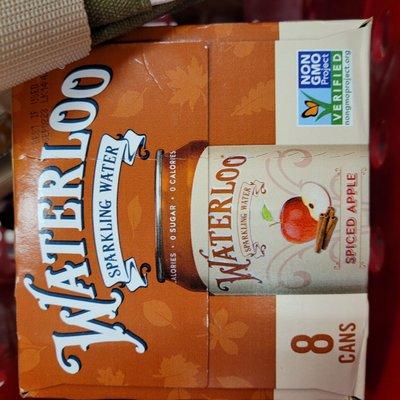 WATERLOO
SPARKLING WATER
0 CALORIES
0 SUGAR
CALORIES
WATERLOO
SPARKLING WATER
SPICED APPLE
8
CANS
NON
GMO
Project
VERIFIED
nongmoproject.org